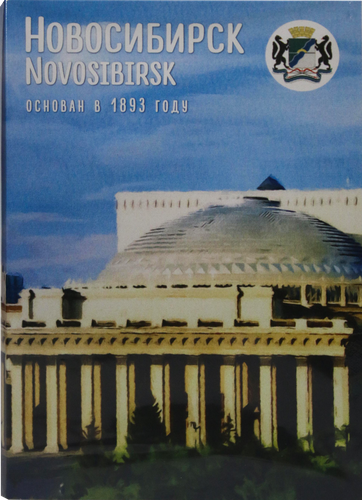 Новосибирск
Novosibirsk
основан в 1893 году